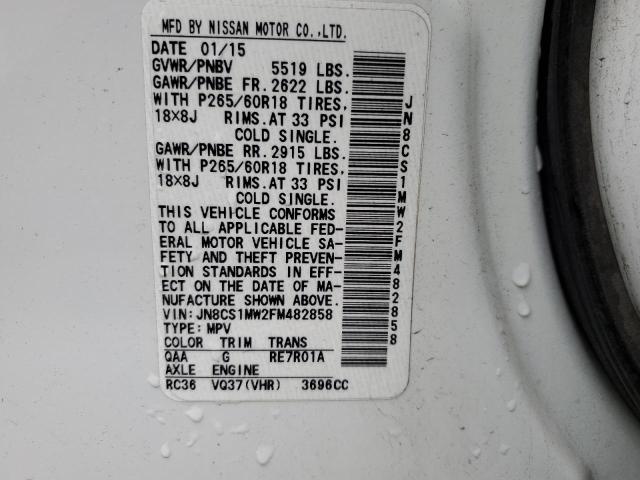 MFD BY NISSAN MOTOR CO.,LTD.
DATE 01/15
GVWR/PNBV 5519 LBS.
GAWR/PNBE FR. 2622 LBS.
WITH P265/60R18 TIRES,
18X8J RIMS.AT 33 PSI
COLD SINGLE.
GAWR/PNBE RR. 2915 LBS.
WITH P265/60R18 TIRES,
18X8J RIMS.AT 33 PSI
COLD SINGLE.
THIS VEHICLE CONFORMS
TO ALL APPLICABLE FED-
ERAL MOTOR VEHICLE SA-
FETY AND THEFT PREVEN-
TION STANDARDS IN EFF-
ECT ON THE DATE OF MA-
NUFACTURE SHOWN ABOVE.
VIN: JN8CS1MW2FM482858
TYPE: MPV
COLOR TRIM TRANS
QAA G RE7R01A
AXLE ENGINE
RC36 VQ37(VHR) 3696CC
JN8CS1MW2FM482858